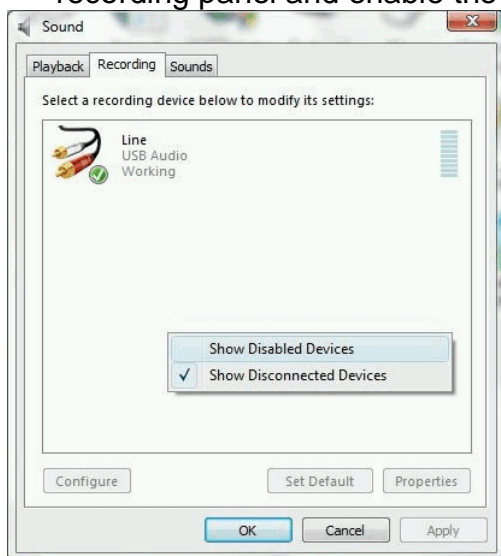 recording panel and enable the
Sound
Playback Recording Sounds
Select a recording device below to modify its settings:
Line
USB Audio
Working
Show Disabled Devices
Show Disconnected Devices
Configure Set Default Properties
OK Cancel Apply